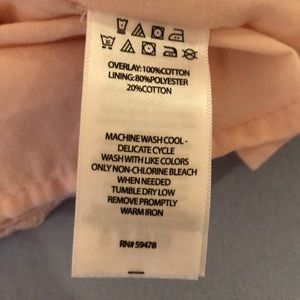 OVERLAY: 100%COTTON
LINING: 80%POLYESTER
20%COTTON
MACHINE WASH COOL -
DELICATE CYCLE
WASH WITH LIKE COLORS
ONLY NON-CHLORINE BLEACH
WHEN NEEDED
TUMBLE DRY LOW
REMOVE PROMPTLY
WARM IRON
RN# 59478